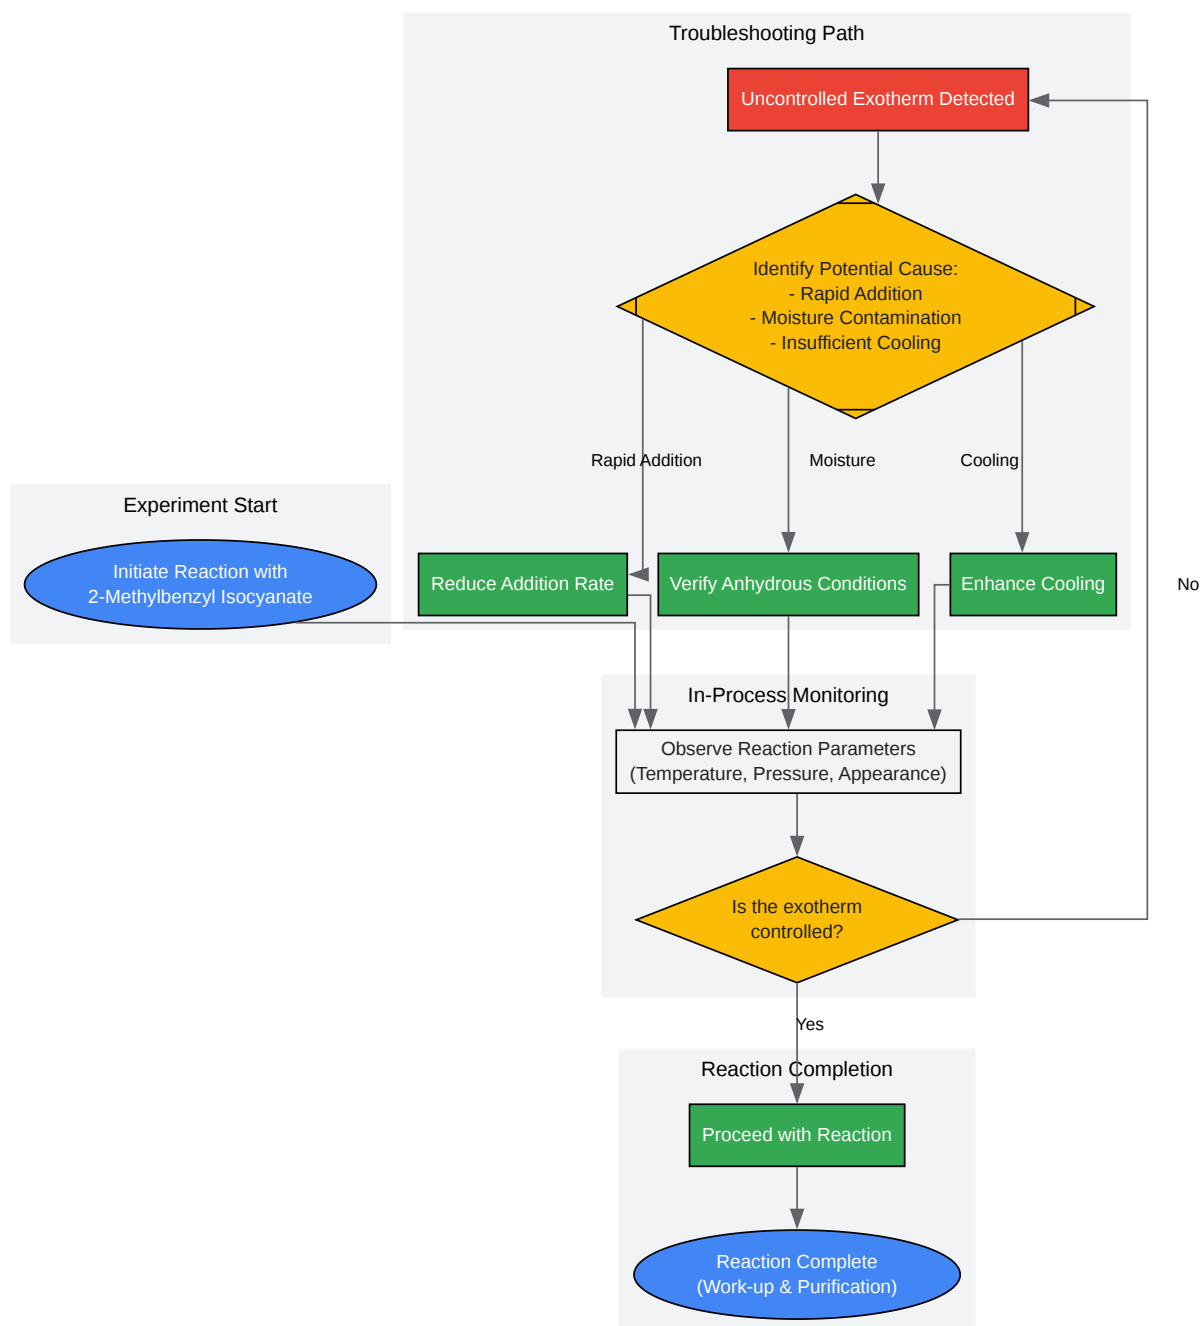 Troubleshooting Path
Uncontrolled Exotherm Detected
Identify Potential Cause:
- Rapid Addition
- Moisture Contamination
- Insufficient Cooling
Rapid Addition
Moisture
Cooling
Experiment Start
Initiate Reaction with
2-Methylbenzyl Isocyanate
Reduce Addition Rate
Verify Anhydrous Conditions
Enhance Cooling
No
In-Process Monitoring
Observe Reaction Parameters
(Temperature, Pressure, Appearance)
Is the exotherm
controlled?
Yes
Reaction Completion
Proceed with Reaction
Reaction Complete
(Work-up & Purification)